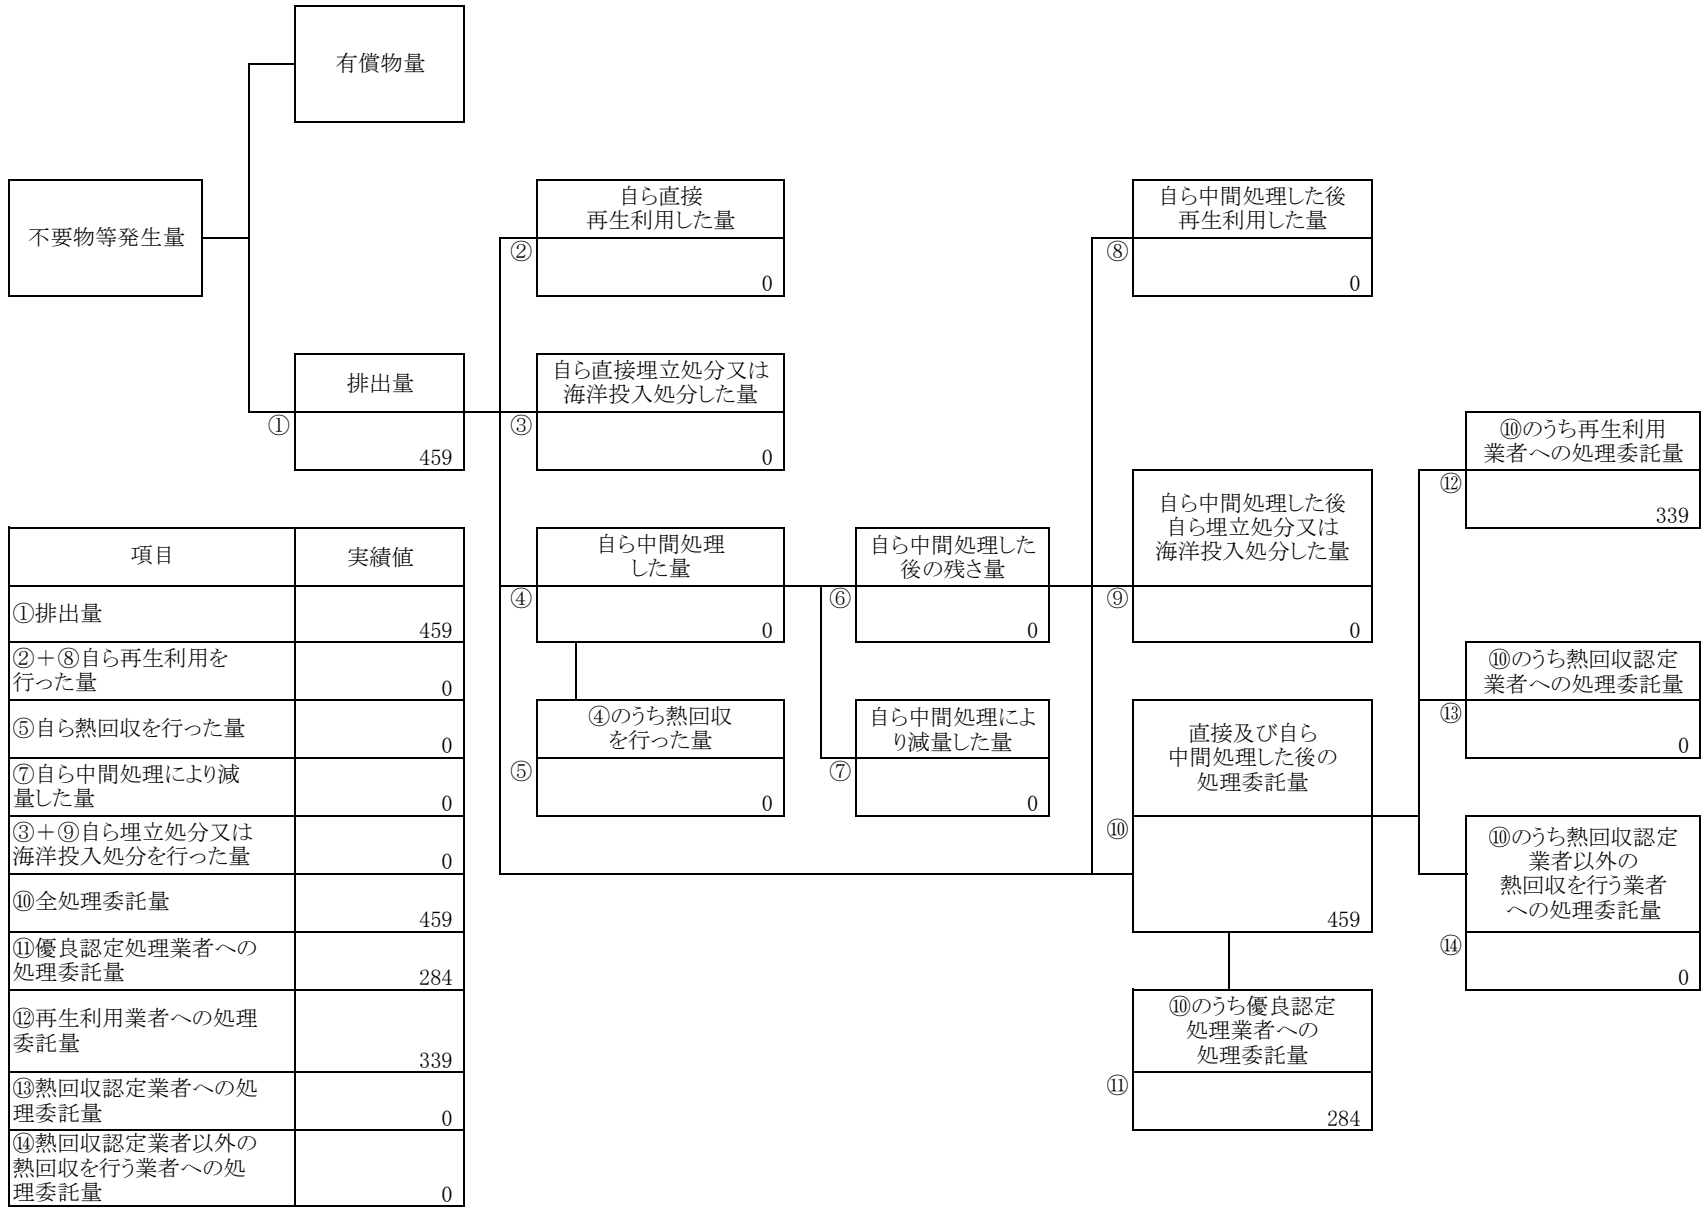 有償物量
不要物等発生量
自ら直接
再生利用した量
②
0
自ら中間処理した後
再生利用した量
⑧
0
排出量
①
459
自ら直接埋立処分又は
海洋投入処分した量
③
0
⑩のうち再生利用
業者への処理委託量
⑫
339
自ら中間処理
した量
④
0
自ら中間処理した
後の残さ量
⑥
0
自ら中間処理した後
自ら埋立処分又は
海洋投入処分した量
⑨
0
⑩のうち熱回収認定
業者への処理委託量
⑬
0
④のうち熱回収
を行った量
⑤
0
自ら中間処理によ
り減量した量
⑦
0
直接及び自ら
中間処理した後の
処理委託量
⑩
459
⑩のうち熱回収認定
業者以外の
熱回収を行う業者
への処理委託量
⑭
0
⑩のうち優良認定
処理業者への
処理委託量
⑪
284
項目 実績値
①排出量
459
②＋⑧自ら再生利用を
行った量
0
⑤自ら熱回収を行った量
0
⑦自ら中間処理により減
量した量
0
③＋⑨自ら埋立処分又は
海洋投入処分を行った量
0
⑩全処理委託量
459
⑪優良認定処理業者への
処理委託量
284
⑫再生利用業者への処理
委託量
339
⑬熱回収認定業者への処
理委託量
0
⑭熱回収認定業者以外の
熱回収を行う業者への処
理委託量
0